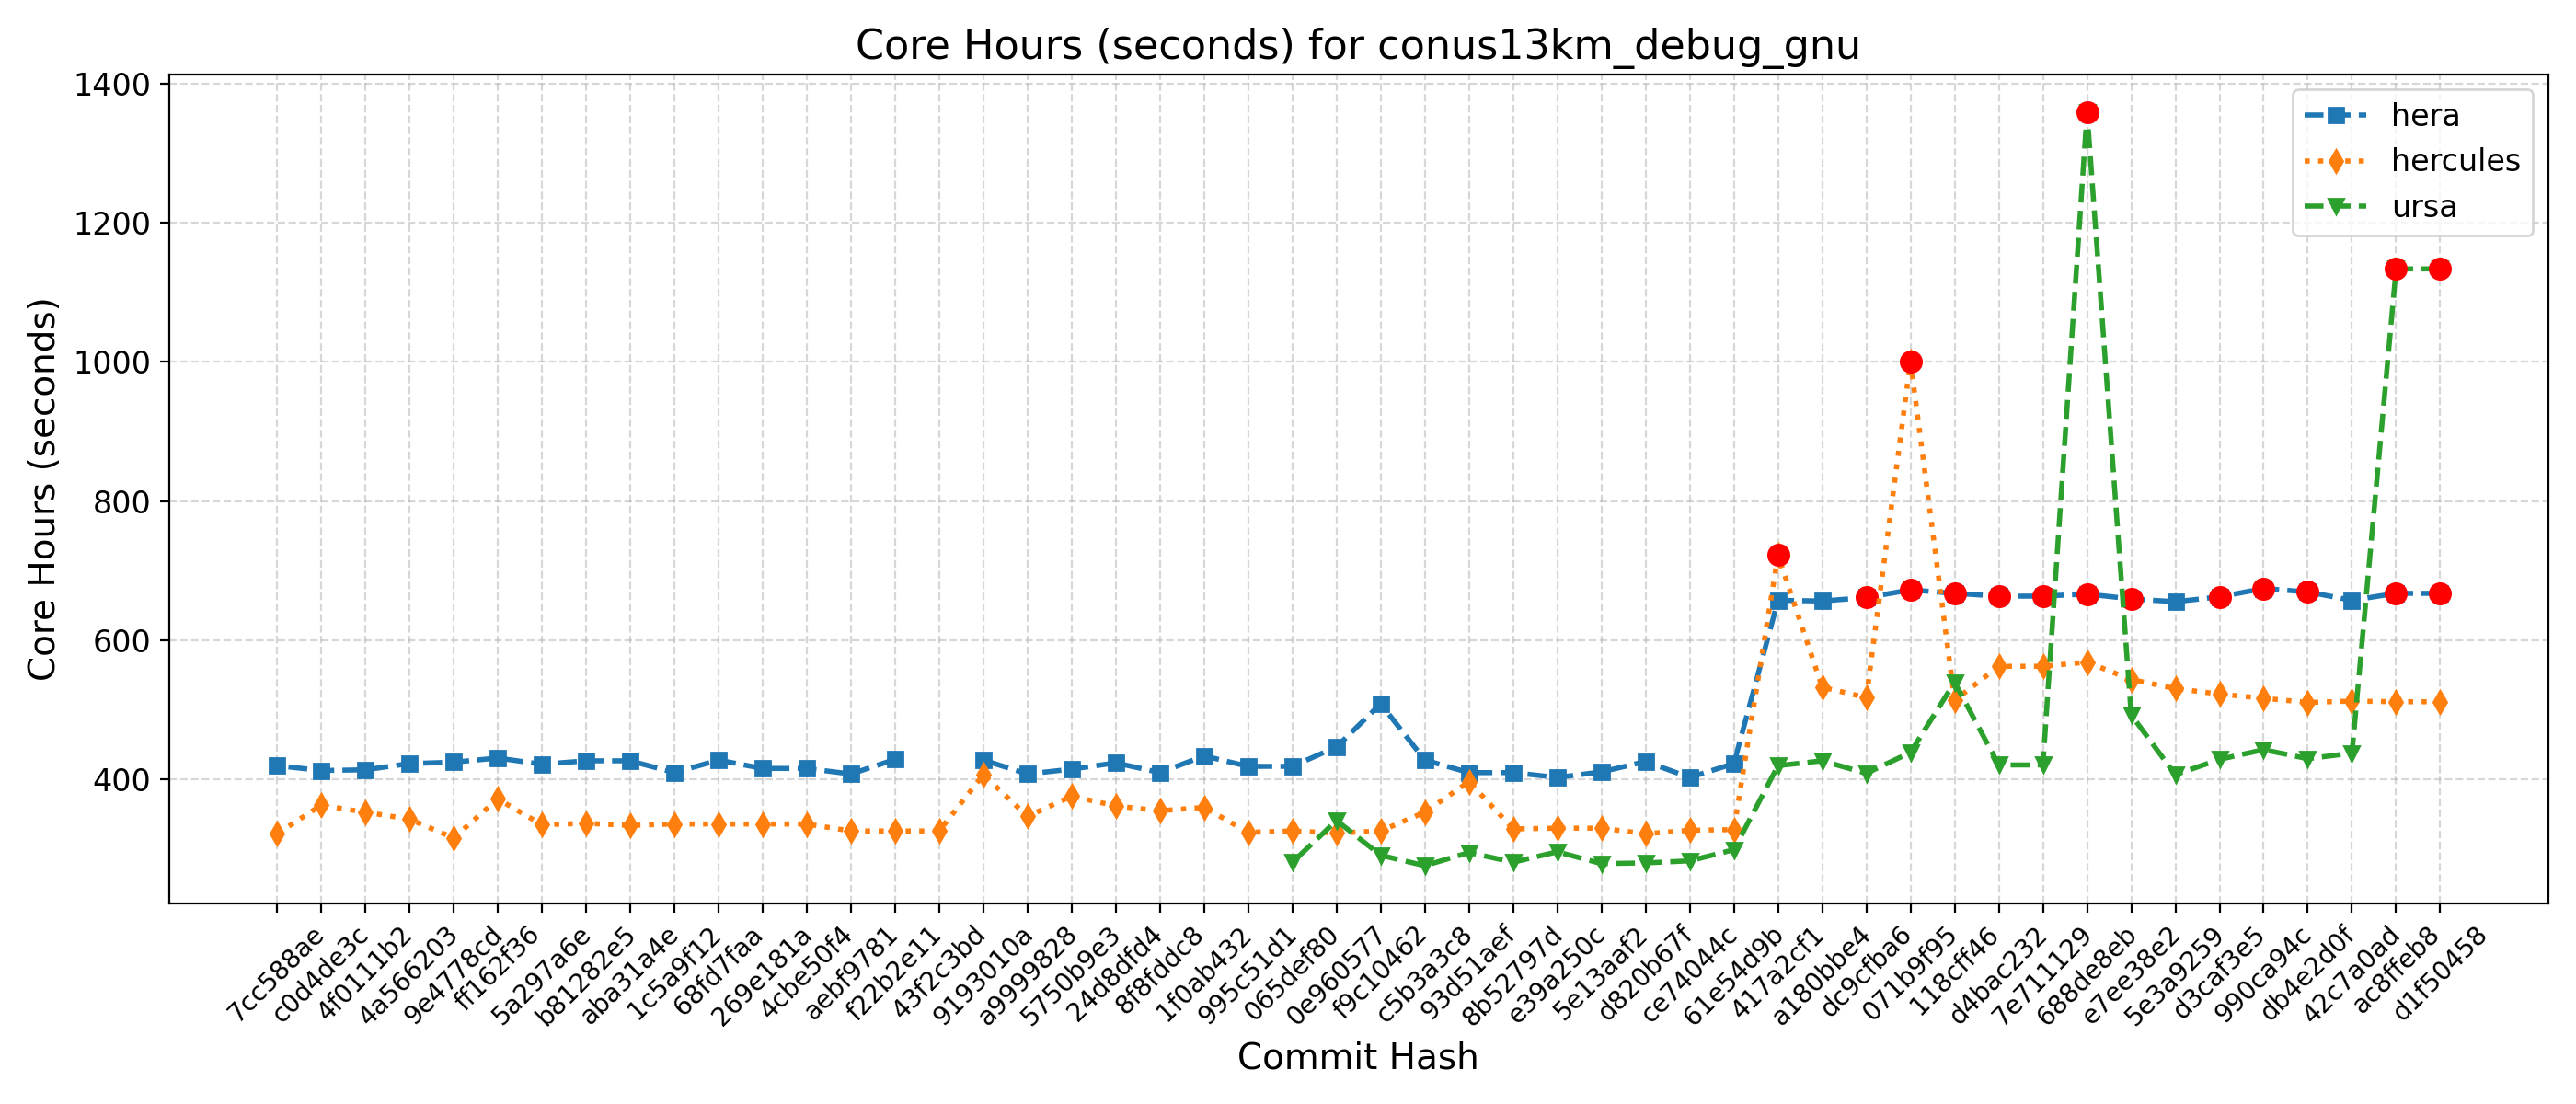 Core Hours (seconds) for conus13km_debug_gnu
Core Hours (seconds)
1400
1200
1000
800
600
400
hera
hercules
ursa
7cc588ae
c0d4de3c
4f0111b2
4a566203
9e4778cd
ff162f36
5a297a6e
b81282e5
aba31a4e
1c5a9f12
68fd7faa
269e181a
4cbe50f4
aebf9781
f22b2e11
43f2c3bd
9193010a
a9999828
5750b9e3
24d8dfd4
8f8fddc8
1f0ab432
995c51d1
065def80
0e960577
f9c10462
c5b3a3c8
93d51aef
8b52797d
e39a250c
5e13aaf2
d820b67f
ce74044c
61e54d9b
417a2cf1
a180bbe4
dc9cfba6
071b9f95
118cff46
d4bac232
7e711129
688de8eb
e7ee38e2
5e3a9259
d3caf3e5
990ca94c
db4e2d0f
42c7a0ad
ac8ffeb8
d1f50458
Commit Hash